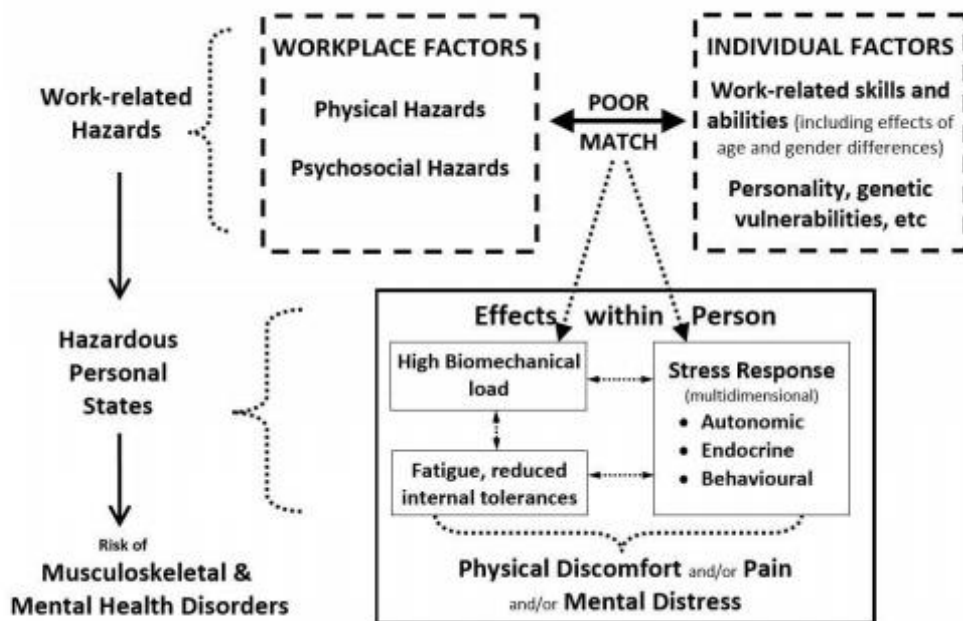 Work-related
Hazards
WORKPLACE FACTORS
Physical Hazards
Psychosocial Hazards
POOR
MATCH
INDIVIDUAL FACTORS
Work-related skills and
abilities (including effects of
age and gender differences)
Personality, genetic
vulnerabilities, etc
Hazardous
Personal
States
Effects within Person
High Biomechanical
load
Fatigue, reduced
internal tolerances
Stress Response
(multidimensional)
• Autonomic
• Endocrine
• Behavioural
Physical Discomfort and/or Pain
and/or Mental Distress
Risk of
Musculoskeletal &
Mental Health Disorders